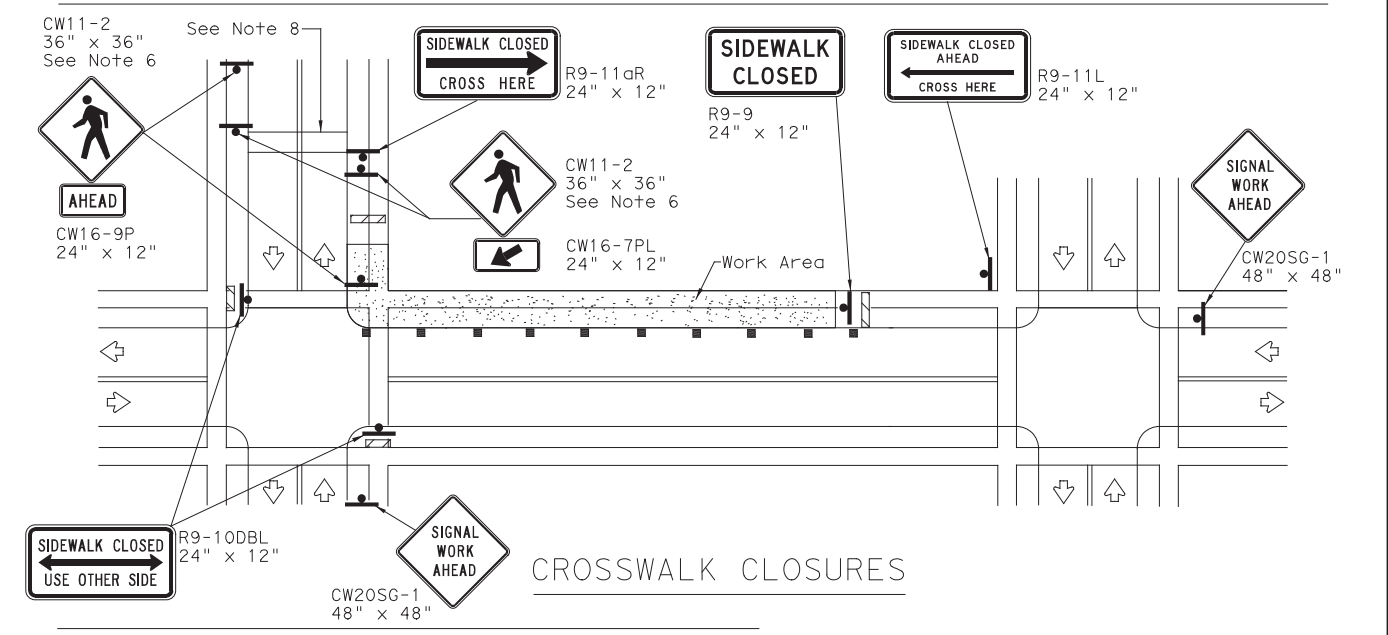 CW11-2
36" x 36"
See Note 6
AHEAD
CW16-9P
24" x 12"
See Note 8
SIDEWALK CLOSED
CROSS HERE
R9-11aR
24" x 12"
CW11-2
36" x 36"
See Note 6
CW16-7PL
24" x 12"
SIDEWALK
CLOSED
R9-9
24" x 12"
SIDEWALK CLOSED
AHEAD
CROSS HERE
R9-11L
24" x 12"
SIGNAL
WORK
AHEAD
CW20SG-1
48" x 48"
Work Area
SIDEWALK CLOSED
USE OTHER SIDE
R9-10DBL
24" x 12"
SIGNAL
WORK
AHEAD
CW20SG-1
48" x 48"
CROSSWALK CLOSURES